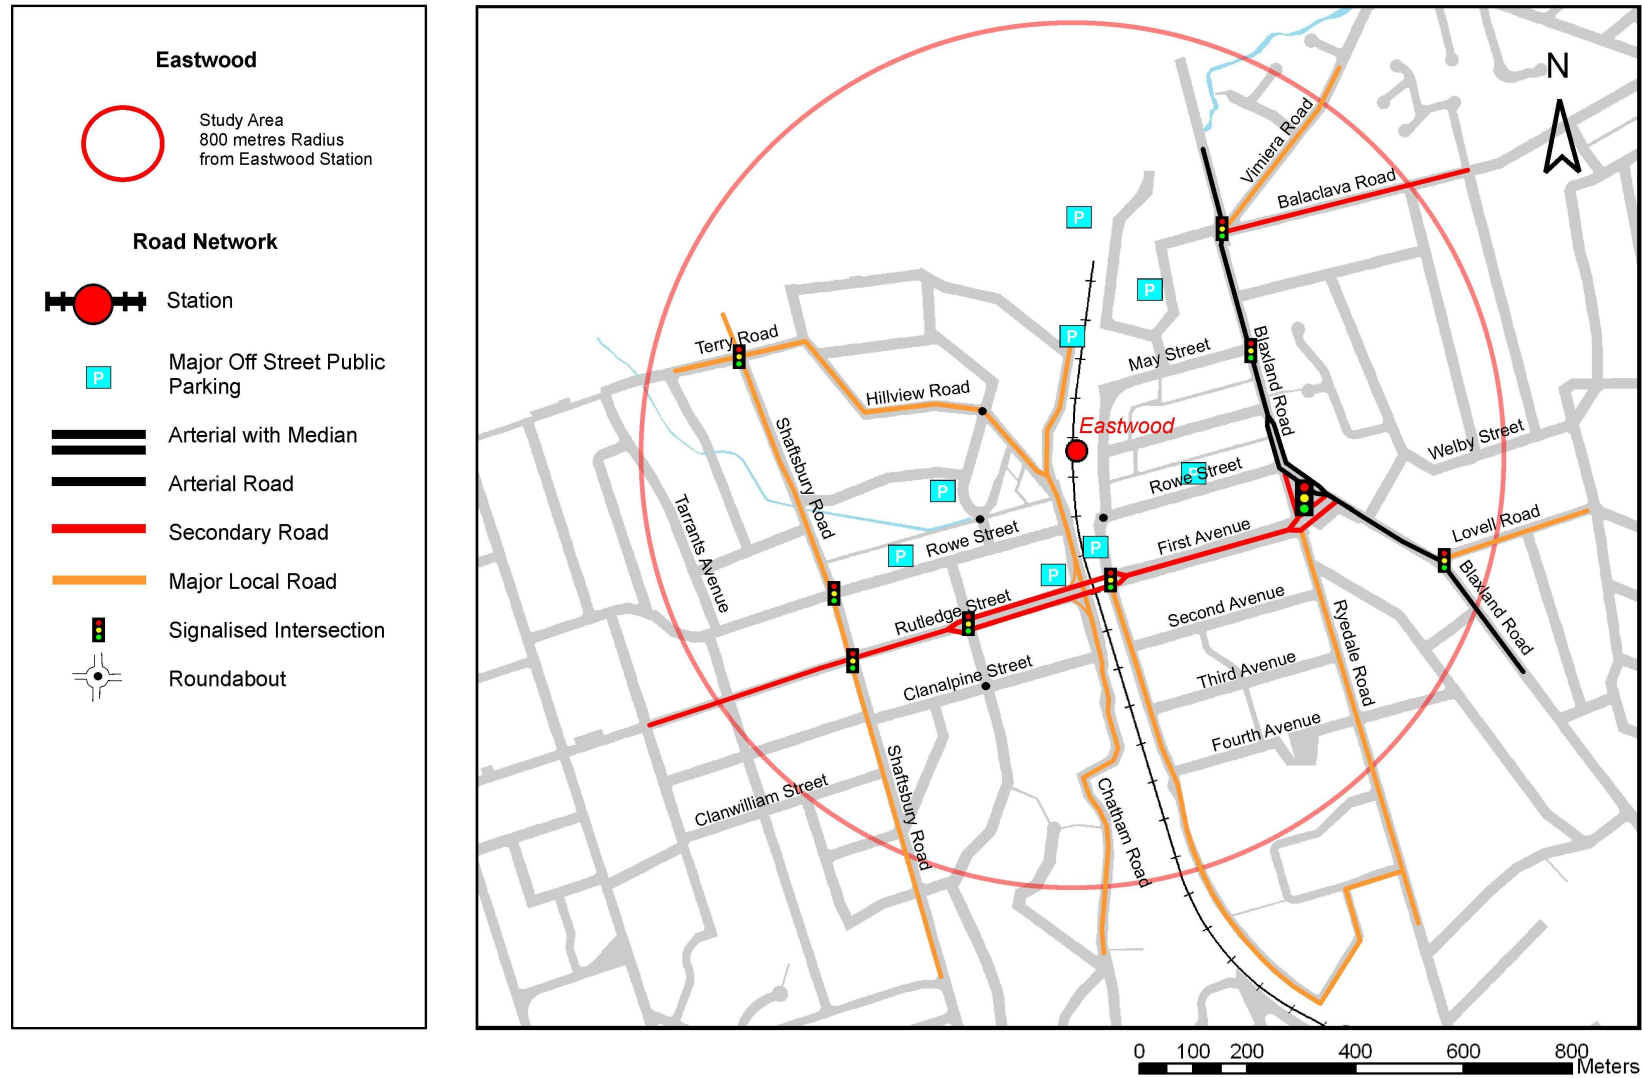 Eastwood
Study Area
800 metres Radius
from Eastwood Station
Road Network
Station
P
Major Off Street Public
Parking
Arterial with Median
Arterial Road
Secondary Road
Major Local Road
Signalised Intersection
Roundabout
N
Vimiera Road
Balaclava Road
P
P
P
Terry Road
May Street
Blaxland Road
Hillview Road
Eastwood
Welby Street
Shaftsbury Road
P
Rowe Street
P
Tarrants Avenue
Lovell Road
Rowe Street
First Avenue
P
P
P
Blaxland Road
Rutledge Street
Second Avenue
Ryedale Road
Clanalpine Street
Third Avenue
Fourth Avenue
Shaftsbury Road
Clanwilliam Street
Chatham Road
0 100 200 400 600 800
Meters